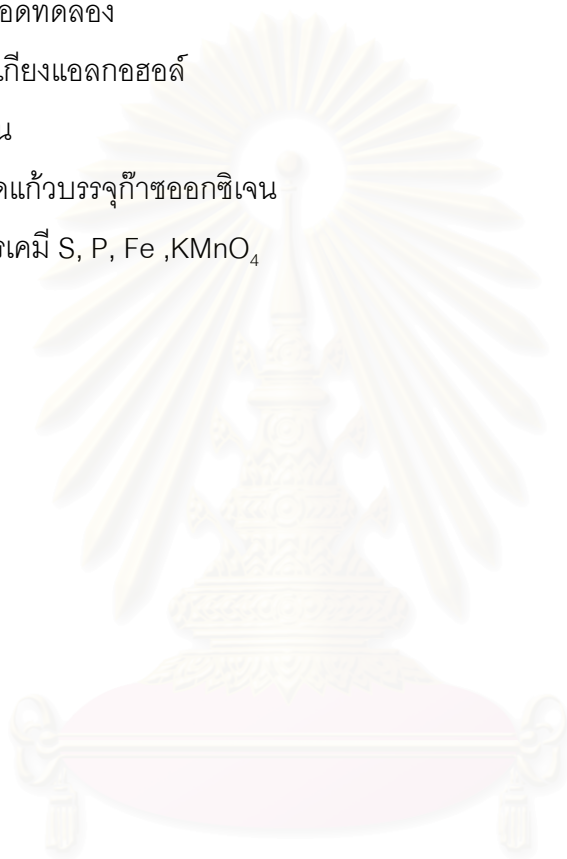 อดทดลอง
เกียงแอลกอฮอล์
น
ดแก้วบรรจุก๊าซออกซิเจน
รเคมี S, P, Fe ,KMnO₄